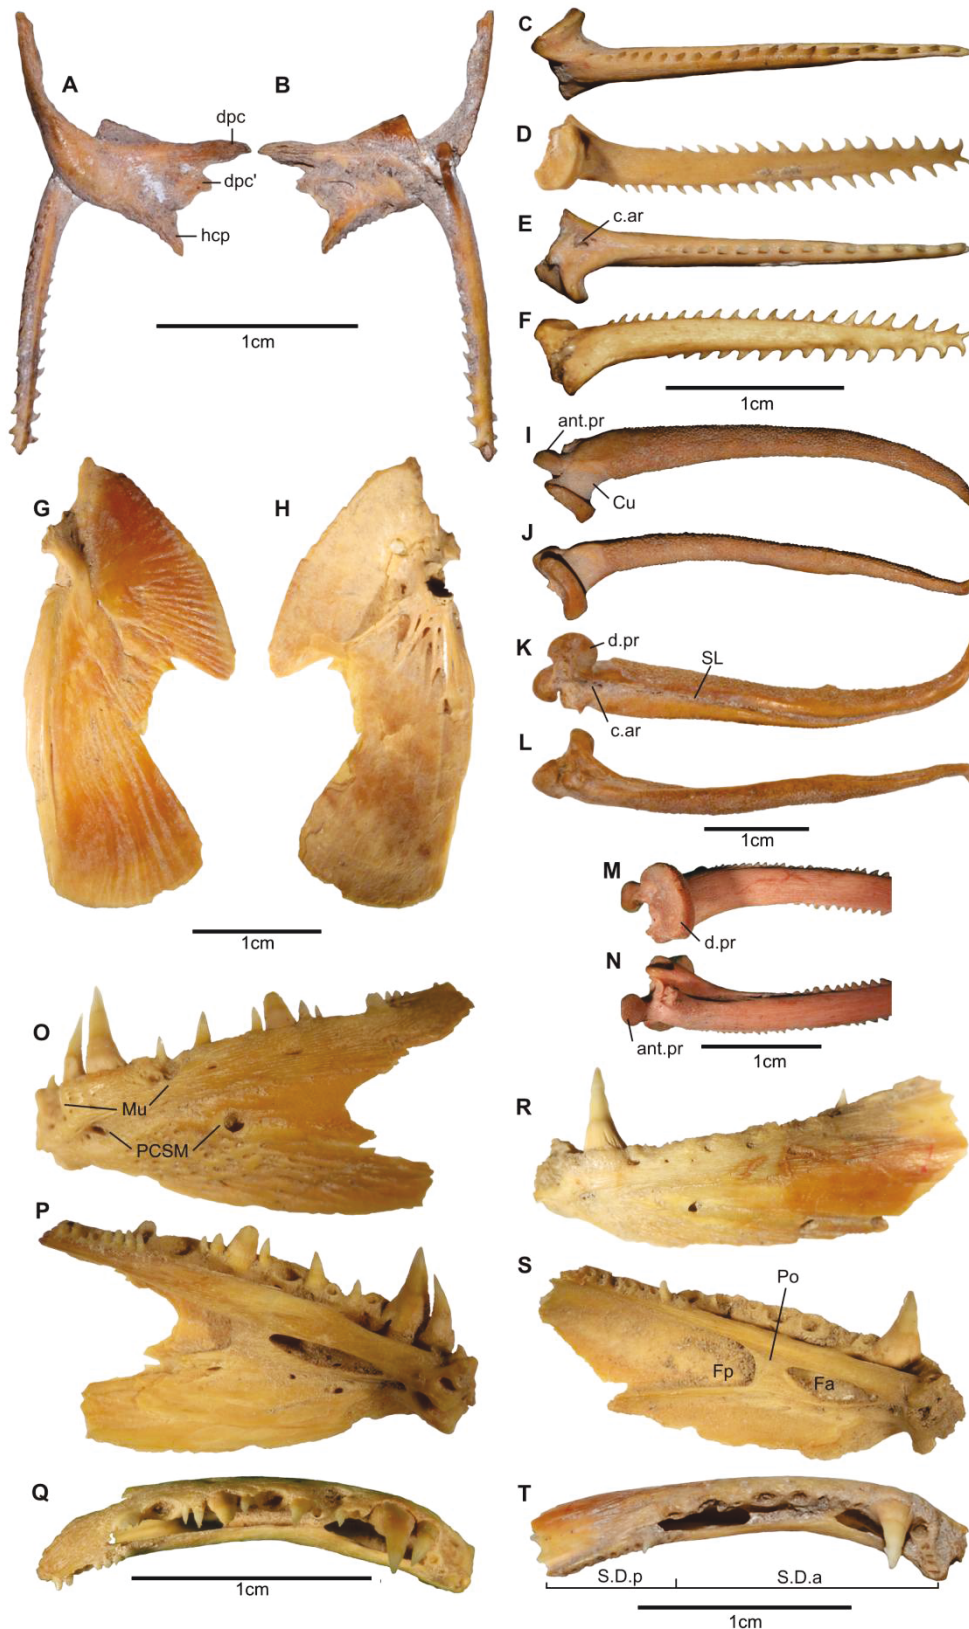 A
B
dpc
dpc'
hcp
1cm
C
D
E
c.ar
F
1cm
G
H
1cm
I
ant.pr
Cu
J
K
d.pr
SL
c.ar
L
1cm
M
d.pr
N
ant.pr
1cm
O
Mu
PCSM
P
Q
1cm
R
S
Po
Fp
Fa
T
S.D.p
S.D.a
1cm